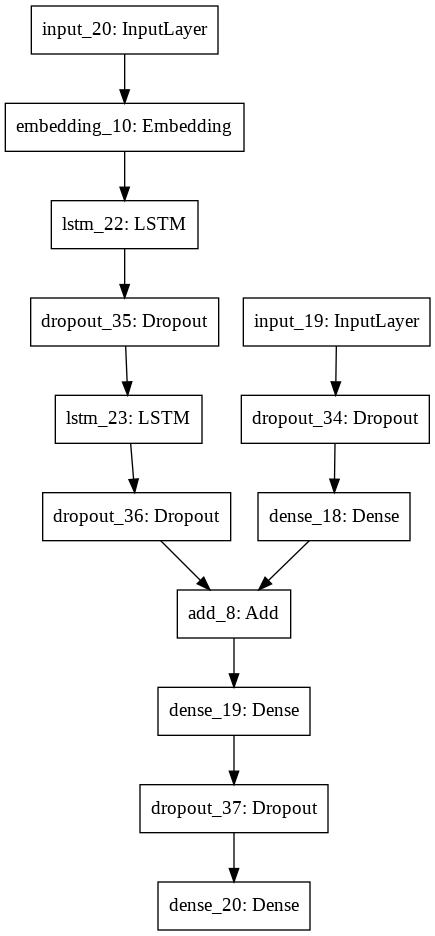 input_20: InputLayer
embedding_10: Embedding
lstm_22: LSTM
dropout_35: Dropout
input_19: InputLayer
lstm_23: LSTM
dropout_34: Dropout
dropout_36: Dropout
dense_18: Dense
add_8: Add
dense_19: Dense
dropout_37: Dropout
dense_20: Dense